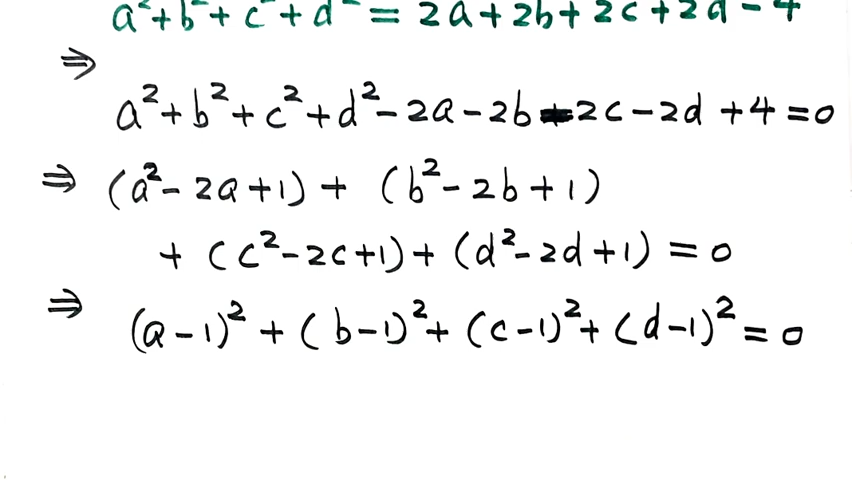 a²+b²+c²+d² = 2a+2b+2c+2d-4
⇒
a²+b²+c²+d²-2a-2b-2c-2d+4=0
⇒ (a²-2a+1) + (b²-2b+1)
+ (c²-2c+1) + (d²-2d+1) = 0
⇒
(a-1)² + (b-1)² + (c-1)² + (d-1)² = 0